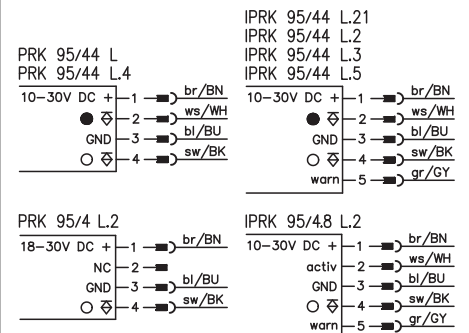 PRK 95/44 L
PRK 95/44 L.4
10-30V DC +
1
br/BN
2
ws/WH
GND
3
bl/BU
4
sw/BK
IPRK 95/44 L.21
IPRK 95/44 L.2
IPRK 95/44 L.3
IPRK 95/44 L.5
10-30V DC +
1
br/BN
2
ws/WH
GND
3
bl/BU
4
sw/BK
warn
5
gr/GY
PRK 95/4 L.2
18-30V DC +
1
br/BN
NC
2
GND
3
bl/BU
4
sw/BK
IPRK 95/4.8 L.2
10-30V DC +
1
br/BN
activ
2
ws/WH
GND
3
bl/BU
4
sw/BK
warn
5
gr/GY